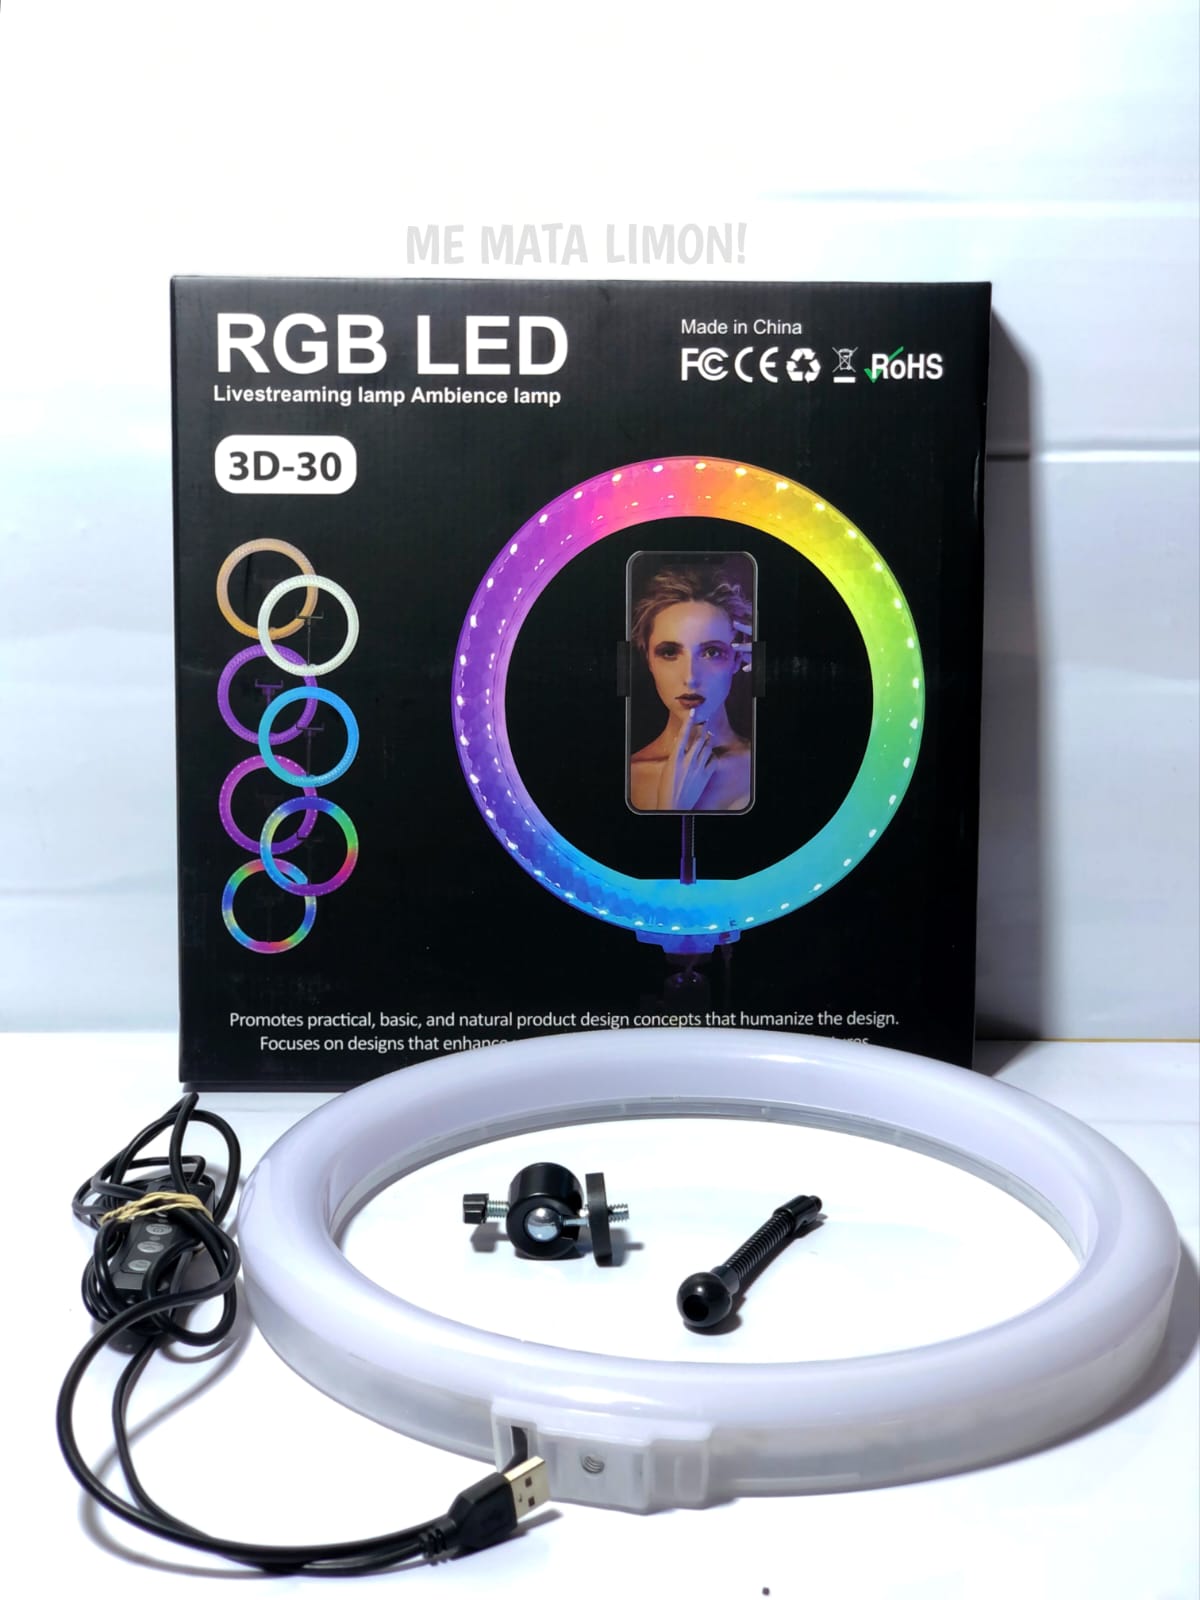 ME MATA LIMON!
RGB LED
Livestreaming lamp Ambience lamp
Made in China
FC CE RoHS
3D-30
Promotes practical, basic, and natural product design concepts that humanize the design.
Focuses on designs that enhance